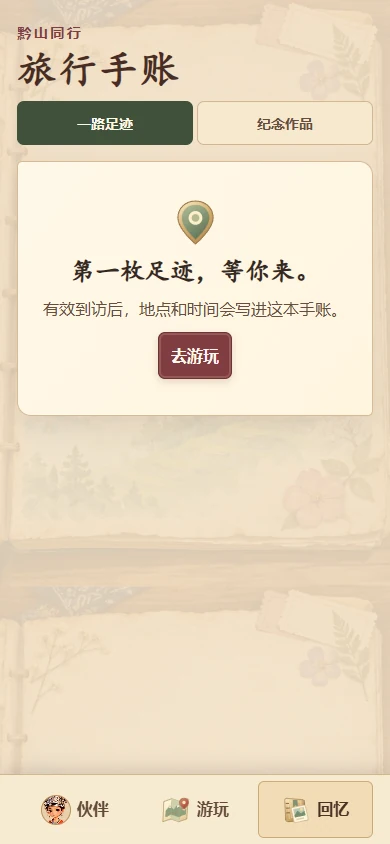 黔山同行
旅行手账
一路足迹
纪念作品
第一枚足迹，等你来。
有效到访后，地点和时间会写进这本手账。
去游玩
伙伴
游玩
回忆